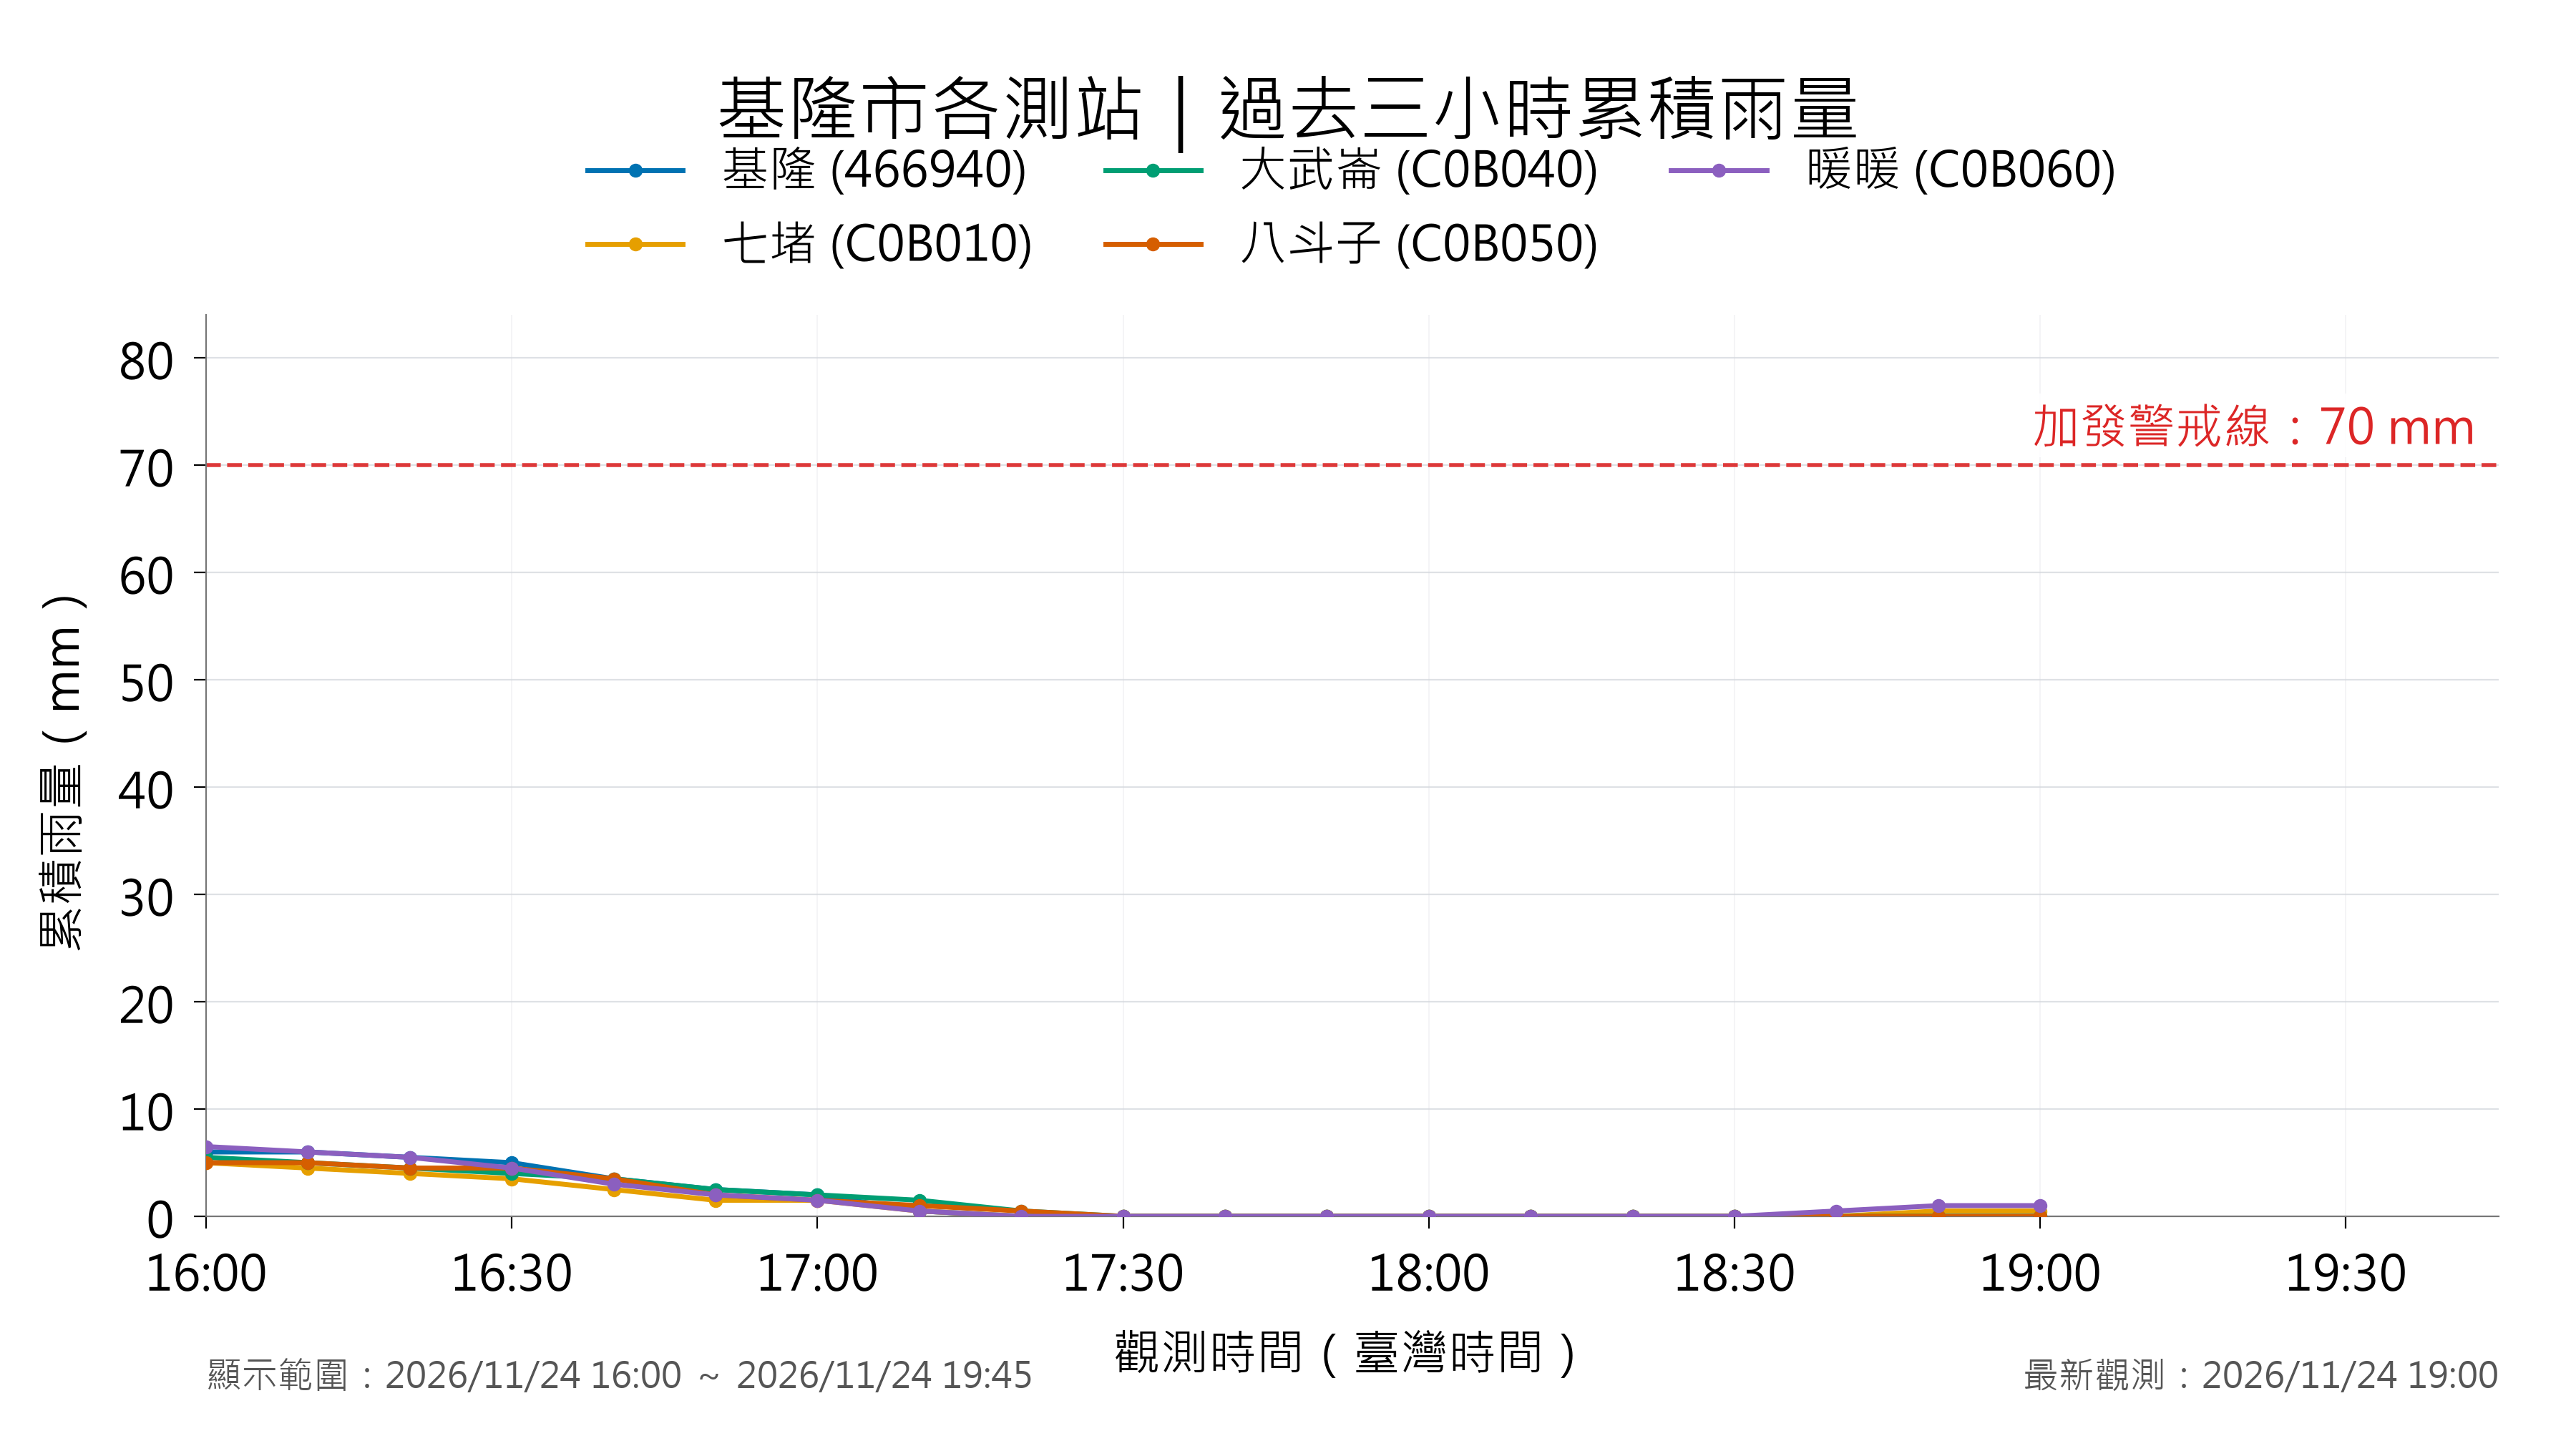 基隆市各測站 | 過去三小時累積雨量
基隆 (466940)
大武崙 (C0B040)
暖暖 (C0B060)
七堵 (C0B010)
八斗子 (C0B050)
累積雨量（mm）
80
70
60
50
40
30
20
10
0
加發警戒線：70 mm
16:00
16:30
17:00
17:30
18:00
18:30
19:00
19:30
觀測時間（臺灣時間）
顯示範圍：2026/11/24 16:00 ~ 2026/11/24 19:45
最新觀測：2026/11/24 19:00